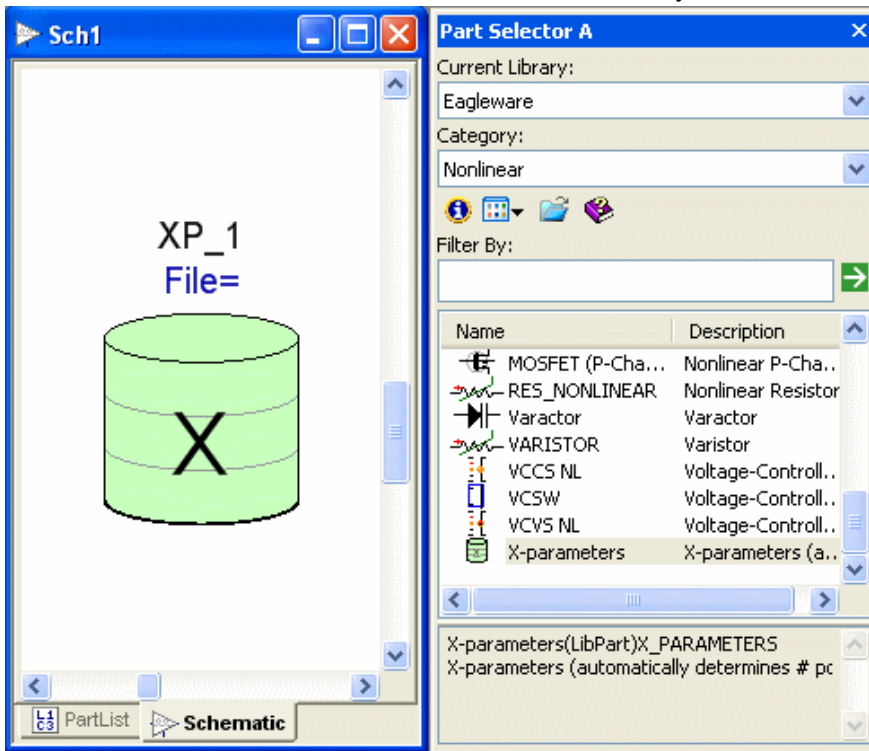 Sch1
XP_1
File=
X
PartList
Schematic
Part Selector A
Current Library:
Eagleware
Category:
Nonlinear
Filter By:
Name Description
MOSFET (P-Cha... Nonlinear P-Cha...
RES_NONLINEAR Nonlinear Resistor
Varactor Varactor
VARISTOR Varistor
VCCS NL Voltage-Controll...
VCSW Voltage-Controll...
VCVS NL Voltage-Controll...
X-parameters X-parameters (a...
X-parameters(LibPart)X_PARAMETERS
X-parameters (automatically determines #